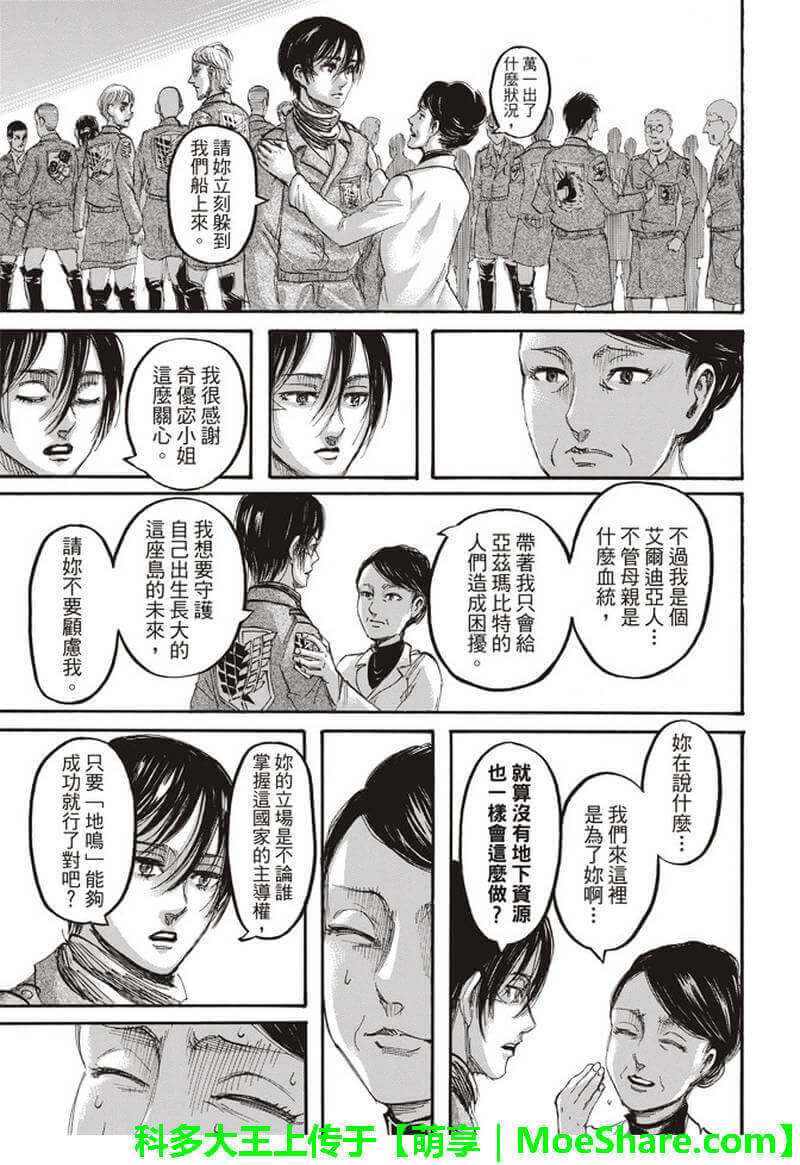 萬一出了
什麼狀況，
請妳立刻躲到
我們船上來。
我很感謝
奇優宓小姐
這麼關心。
不過我是個
艾爾迪亞人…
不管母親是
什麼血統，
帶著我只會給
亞茲瑪比特的
人們造成困擾。
我想要守護
自己出生長大的
這座島的未來，
請妳不要顧慮我。
妳在說什麼…
我們來這裡
是為了妳啊…
就算沒有地下資源
也一樣會這麼做？
妳的立場是不論誰
掌握這國家的主導權，
只要「地鳴」能夠
成功就行了對吧？
科多大王上传于【萌享｜MoeShare.com】